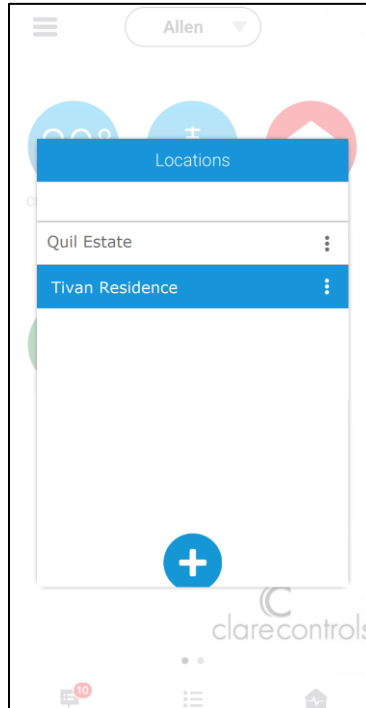 Allen
Locations
Quil Estate
Tivan Residence
clarecontrols
10